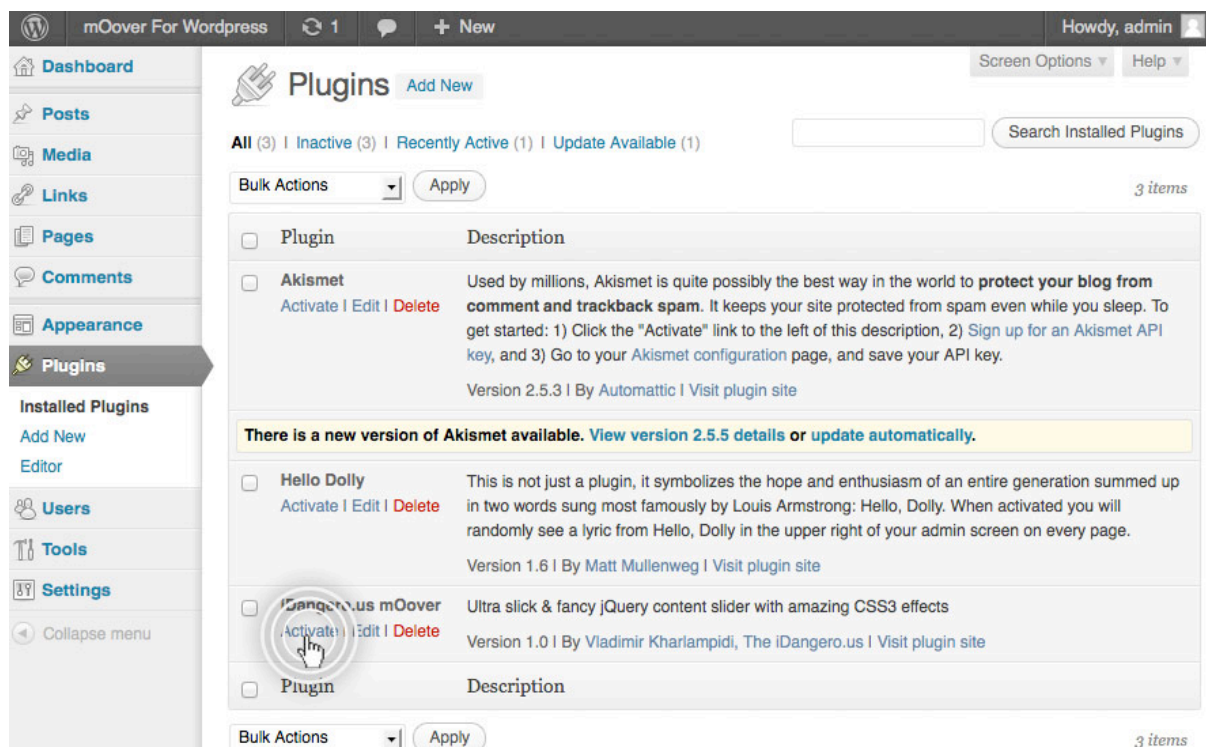 mOover For Wordpress 1 + New Howdy, admin
Dashboard
Posts
Media
Links
Pages
Comments
Appearance
Plugins
Installed Plugins
Add New
Editor
Users
Tools
Settings
Collapse menu
Screen Options Help
Plugins Add New
All (3) | Inactive (3) | Recently Active (1) | Update Available (1)
Search Installed Plugins
Bulk Actions Apply 3 items
Plugin Description
Akismet
Activate | Edit | Delete
Used by millions, Akismet is quite possibly the best way in the world to protect your blog from
comment and trackback spam. It keeps your site protected from spam even while you sleep. To
get started: 1) Click the "Activate" link to the left of this description, 2) Sign up for an Akismet API
key, and 3) Go to your Akismet configuration page, and save your API key.
Version 2.5.3 | By Automattic | Visit plugin site
There is a new version of Akismet available. View version 2.5.5 details or update automatically.
Hello Dolly
Activate | Edit | Delete
This is not just a plugin, it symbolizes the hope and enthusiasm of an entire generation summed up
in two words sung most famously by Louis Armstrong: Hello, Dolly. When activated you will
randomly see a lyric from Hello, Dolly in the upper right of your admin screen on every page.
Version 1.6 | By Matt Mullenweg | Visit plugin site
iDangero.us mOover
Activate | Edit | Delete
Ultra slick & fancy jQuery content slider with amazing CSS3 effects
Version 1.0 | By Vladimir Kharlampidi, The iDangero.us | Visit plugin site
Plugin Description
Bulk Actions Apply 3 items